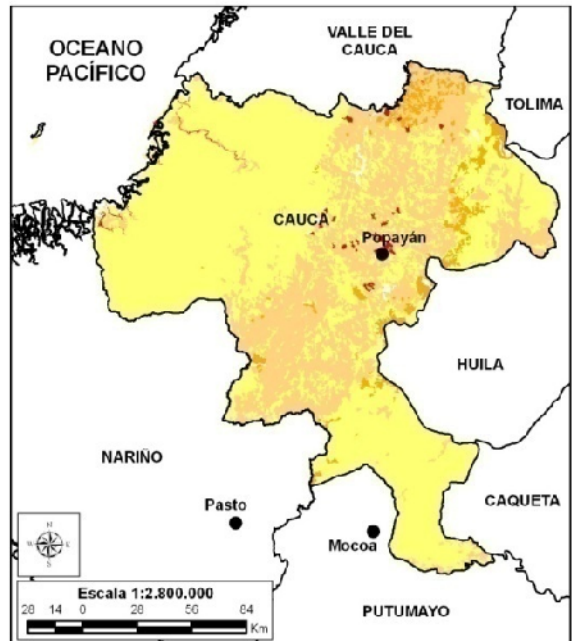 OCEANO
PACÍFICO
VALLE DEL
CAUCA
TOLIMA
CAUCA
Popayán
HUILA
NARIÑO
CAQUETA
Pasto
Mocoa
N
W E
S
Escala 1:2.800.000
28 14 0 28 56 84
Km
PUTUMAYO